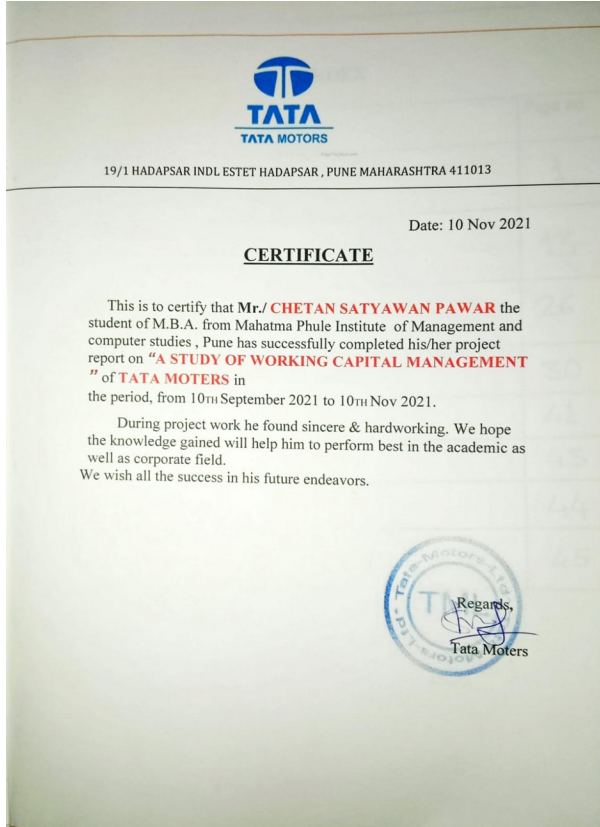 TATA
TATA MOTORS
19/1 HADAPSAR INDL ESTET HADAPSAR , PUNE MAHARASHTRA 411013
Date: 10 Nov 2021
CERTIFICATE
This is to certify that Mr./ CHETAN SATYAWAN PAWAR the
student of M.B.A. from Mahatma Phule Institute of Management and
computer studies , Pune has successfully completed his/her project
report on "A STUDY OF WORKING CAPITAL MANAGEMENT
" of TATA MOTERS in
the period, from 10TH September 2021 to 10TH Nov 2021.
During project work he found sincere & hardworking. We hope
the knowledge gained will help him to perform best in the academic as
well as corporate field.
We wish all the success in his future endeavors.
Tata-Motors-Ltd
TML
Regards,
Tata Moters